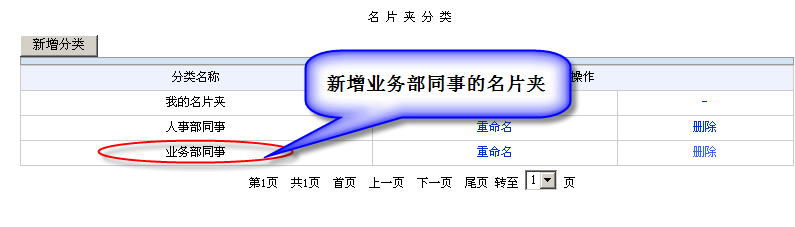 名 片 夹 分 类
新增分类
分类名称 操作
新增业务部同事的名片夹
我的名片夹 -
人事部同事 重命名 删除
业务部同事 重命名 删除
第1页 共1页 首页 上一页 下一页 尾页 转至 1 页